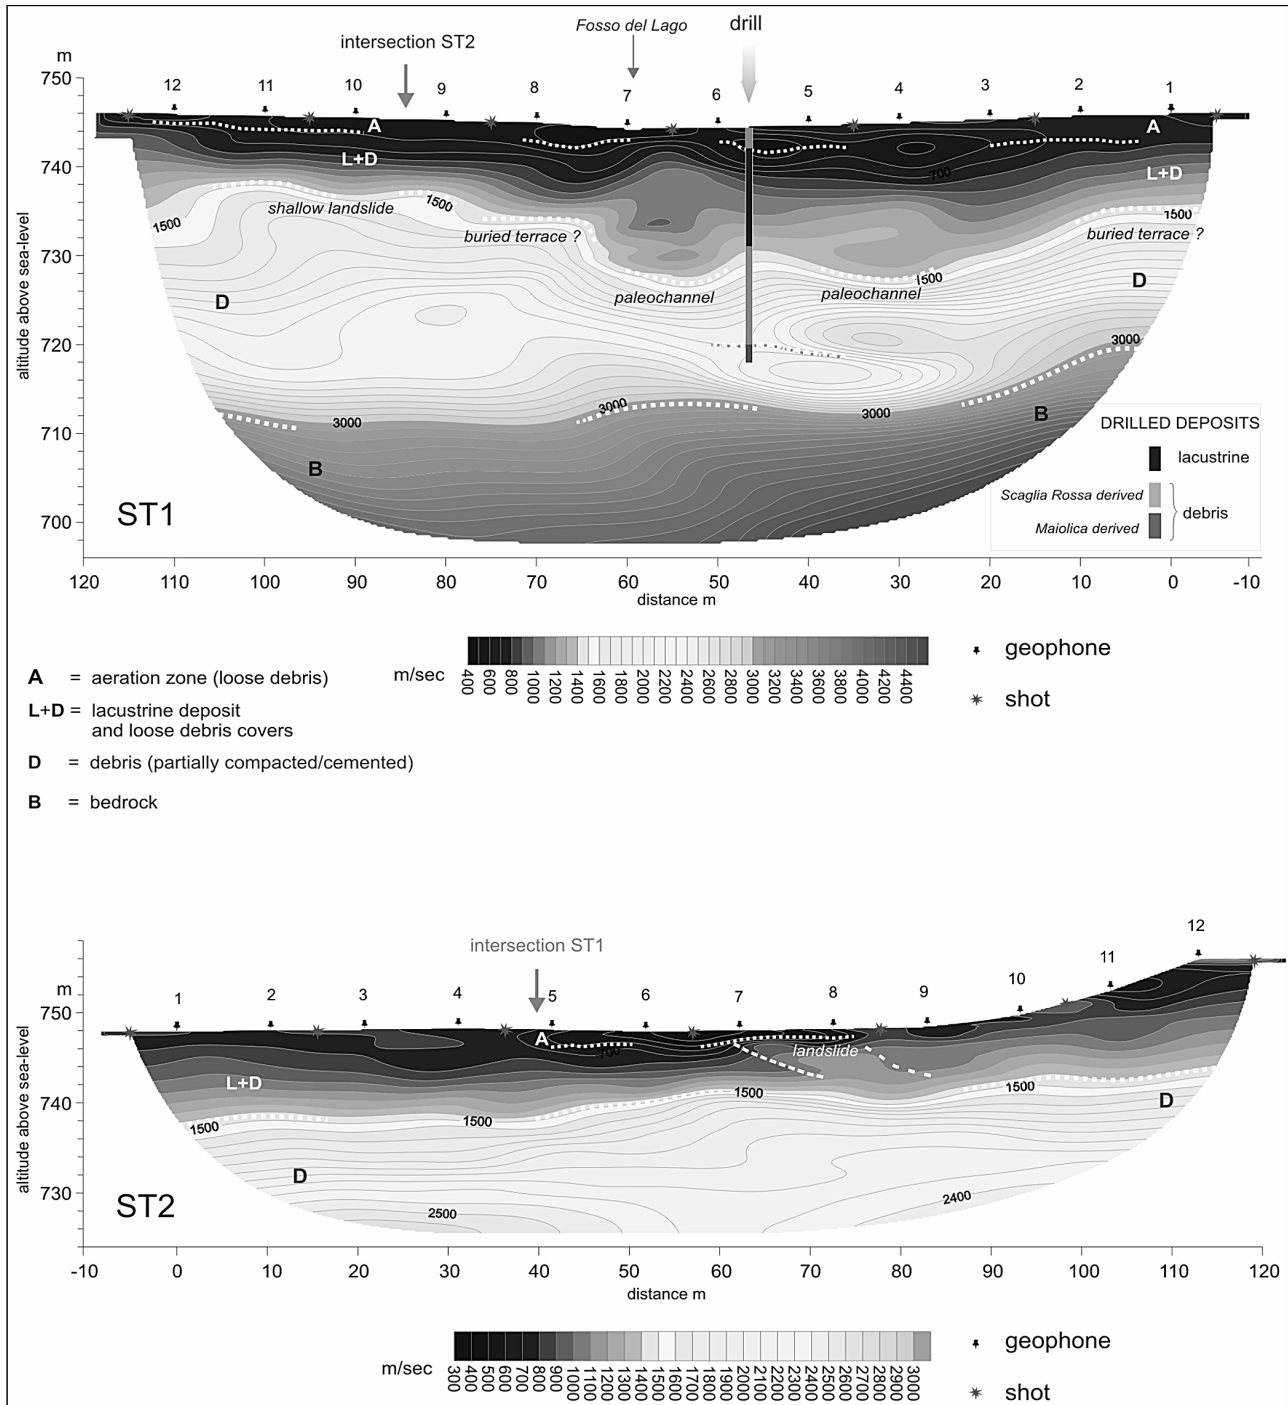 Fosso del Lago
drill
intersection ST2
m
750
12 11 10 9 8 7 6 5 4 3 2 1
A
A
740
L+D
700
L+D
1500
1500
1500
shallow landslide
buried terrace ?
buried terrace ?
730
1500
D
paleochannel
paleochannel
D
altitude above sea-level
720
3000
3000
3000
3000
710
B
B
DRILLED DEPOSITS
lacustrine
Scaglia Rossa derived
debris
Maiolica derived
700
ST1
120 110 100 90 80 70 60 50 40 30 20 10 0 -10
distance m
m/sec
400 600 800 1000 1200 1400 1600 1800 2000 2200 2400 2600 2800 3000 3200 3400 3600 3800 4000 4200 4400
geophone
shot
A = aeration zone (loose debris)
L+D = lacustrine deposit
and loose debris covers
D = debris (partially compacted/cemented)
B = bedrock
intersection ST1
m
750
1 2 3 4 5 6 7 8 9 10 11 12
A
700
landslide
L+D
740
1500
1500
1500
1500
D
D
altitude above sea-level
730
2500
2400
ST2
-10 0 10 20 30 40 50 60 70 80 90 100 110 120
distance m
m/sec
300 400 500 600 700 800 900 1000 1100 1200 1300 1400 1500 1600 1700 1800 1900 2000 2100 2200 2300 2400 2500 2600 2700 2800 2900 3000
geophone
shot